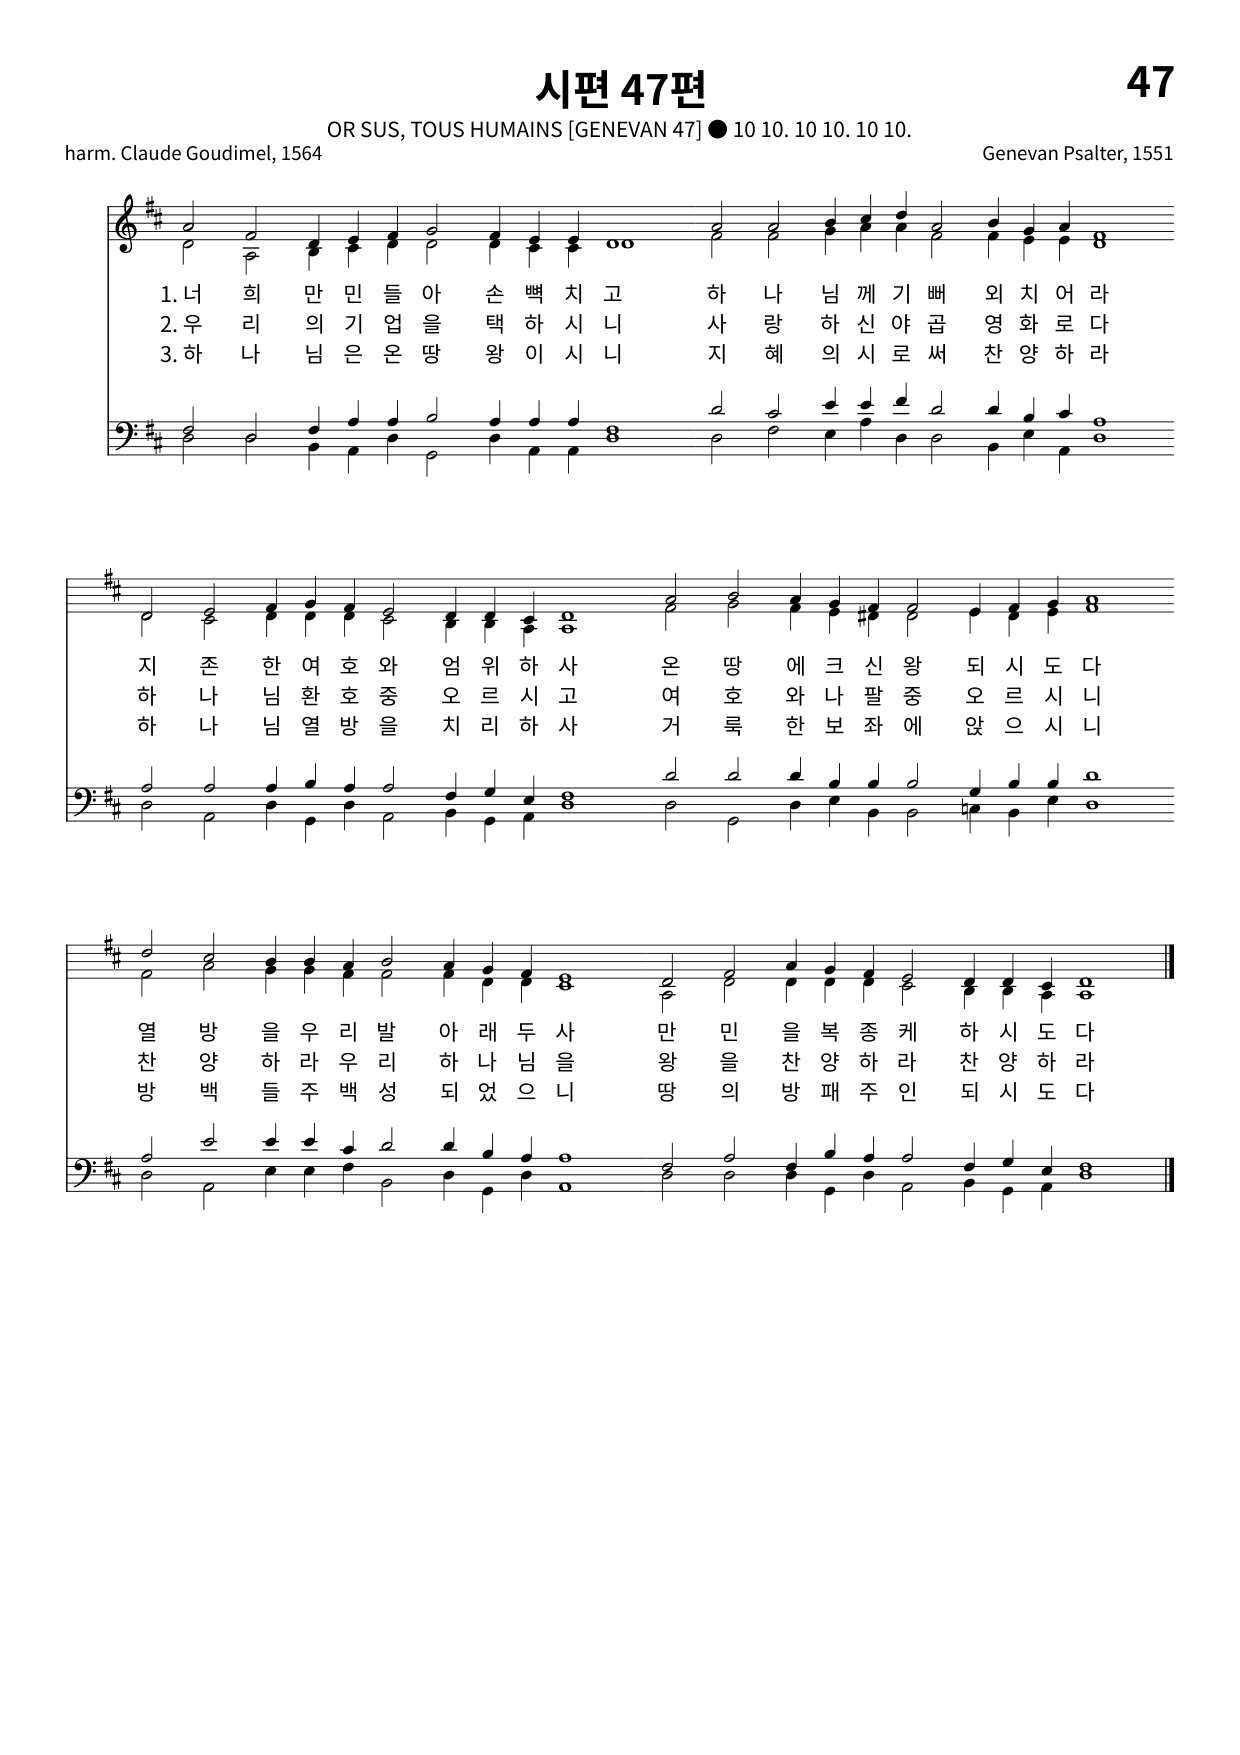 시편 47편
47
OR SUS, TOUS HUMAINS [GENEVAN 47] ● 10 10. 10 10. 10 10.
harm. Claude Goudimel, 1564
Genevan Psalter, 1551
1. 너 희 만 민 들 아 손 뼉 치 고 하 나 님 께 기 뻐 외 치 어 라
2. 우 리 의 기 업 을 택 하 시 니 사 랑 하 신 야 곱 영 화 로 다
3. 하 나 님 은 온 땅 왕 이 시 니 지 혜 의 시 로 써 찬 양 하 라
지 존 한 여 호 와 엄 위 하 사 온 땅 에 크 신 왕 되 시 도 다
하 나 님 환 호 중 오 르 시 고 여 호 와 나 팔 중 오 르 시 니
하 나 님 열 방 을 치 리 하 사 거 룩 한 보 좌 에 앉 으 시 니
열 방 을 우 리 발 아 래 두 사 만 민 을 복 종 케 하 시 도 다
찬 양 하 라 우 리 하 나 님 을 왕 을 찬 양 하 라 찬 양 하 라
방 백 들 주 백 성 되 었 으 니 땅 의 방 패 주 인 되 시 도 다